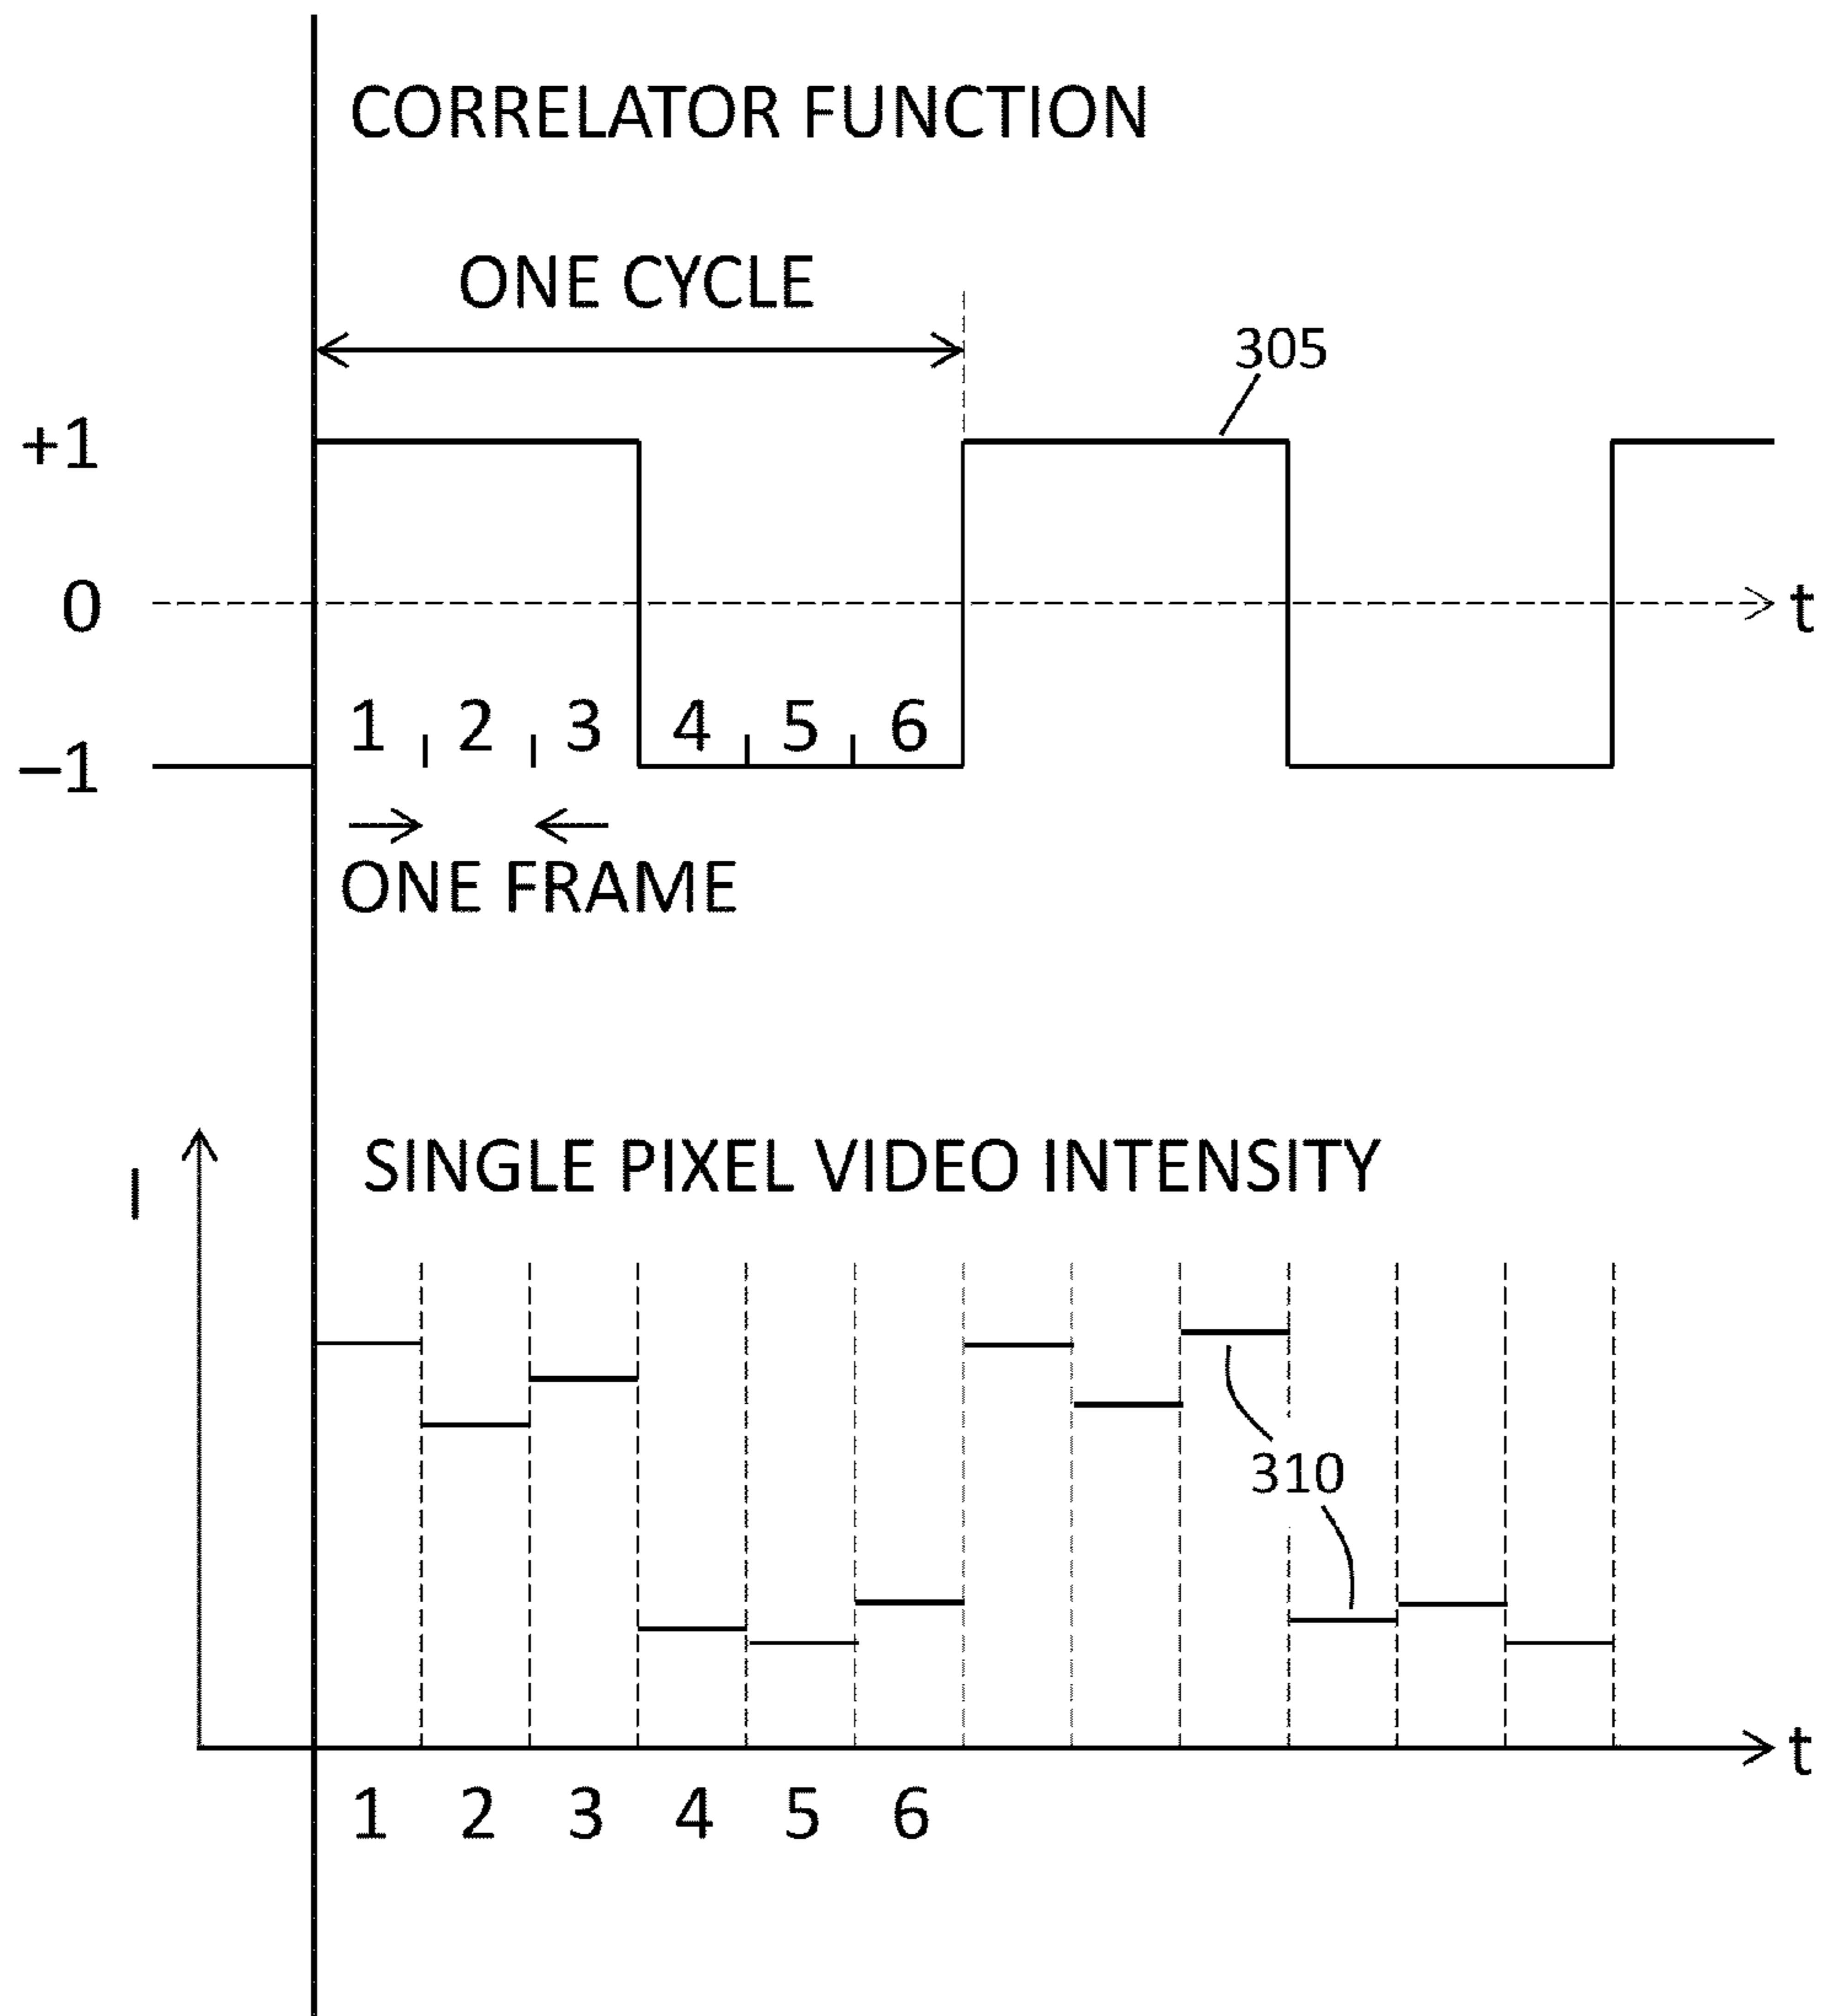 CORRELATOR FUNCTION
ONE CYCLE
305
+1
0
t
1 2 3 4 5 6
–1
ONE FRAME
SINGLE PIXEL VIDEO INTENSITY
I
310
t
1 2 3 4 5 6